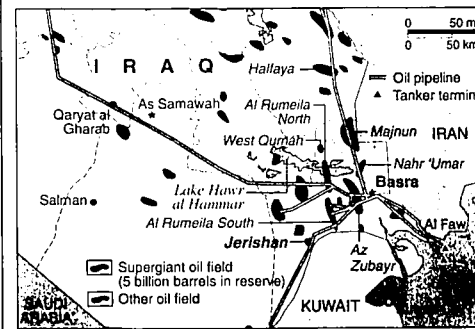 0 50 m
0 50 km
I R A Q
Halfaya
Oil pipeline
Tanker termin
Al Rumeila
North
As Samawah
Qaryat al
Gharab
Majnun
IRAN
West Qurnah
Nahr 'Umar
Basra
Salman
Lake Hawr
al Hammar
Al Rumeila South
Al Faw
Jerishan
Az
Zubayr
Supergiant oil field
(5 billion barrels in reserve)
Other oil field
SAUDI
ARABIA
KUWAIT